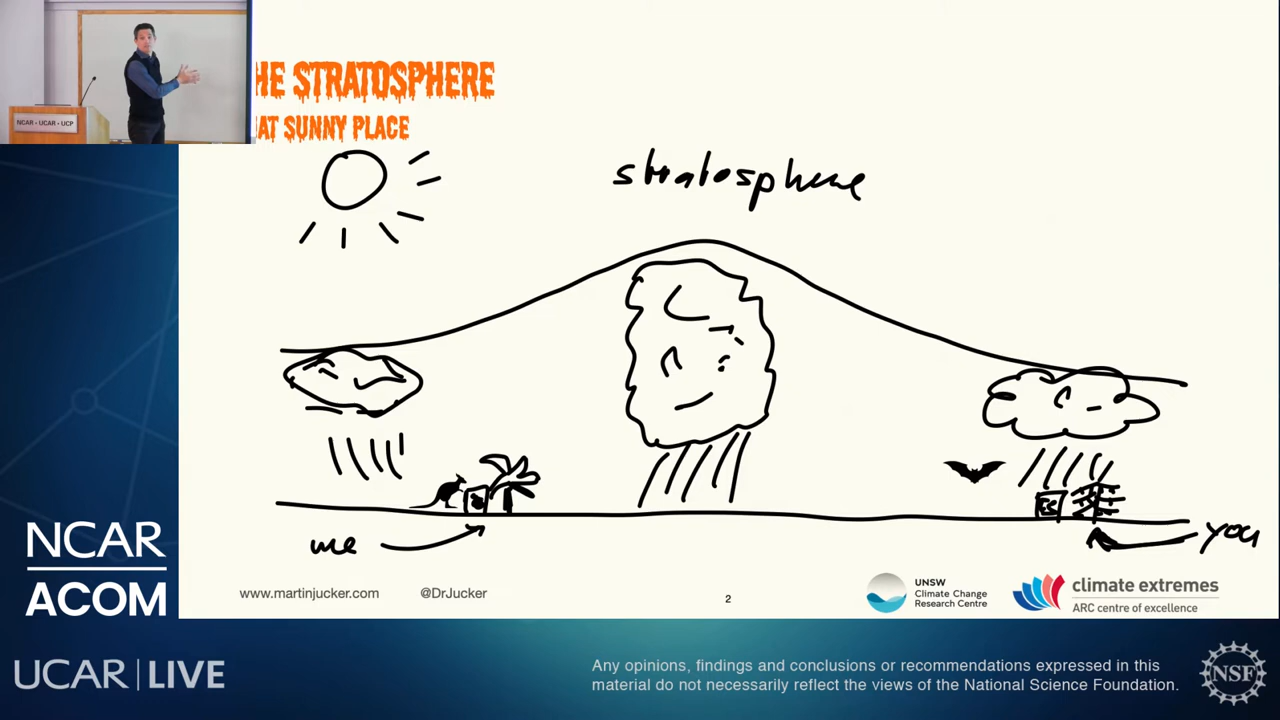 NCAR • UCAR • UCP
HE STRATOSPHERE
AT SUNNY PLACE
stratosphere
me
you
www.martinjucker.com
@DrJucker
2
UNSW
Climate Change
Research Centre
climate extremes
ARC centre of excellence
NCAR
ACOM
UCAR | LIVE
Any opinions, findings and conclusions or recommendations expressed in this
material do not necessarily reflect the views of the National Science Foundation.
NSF